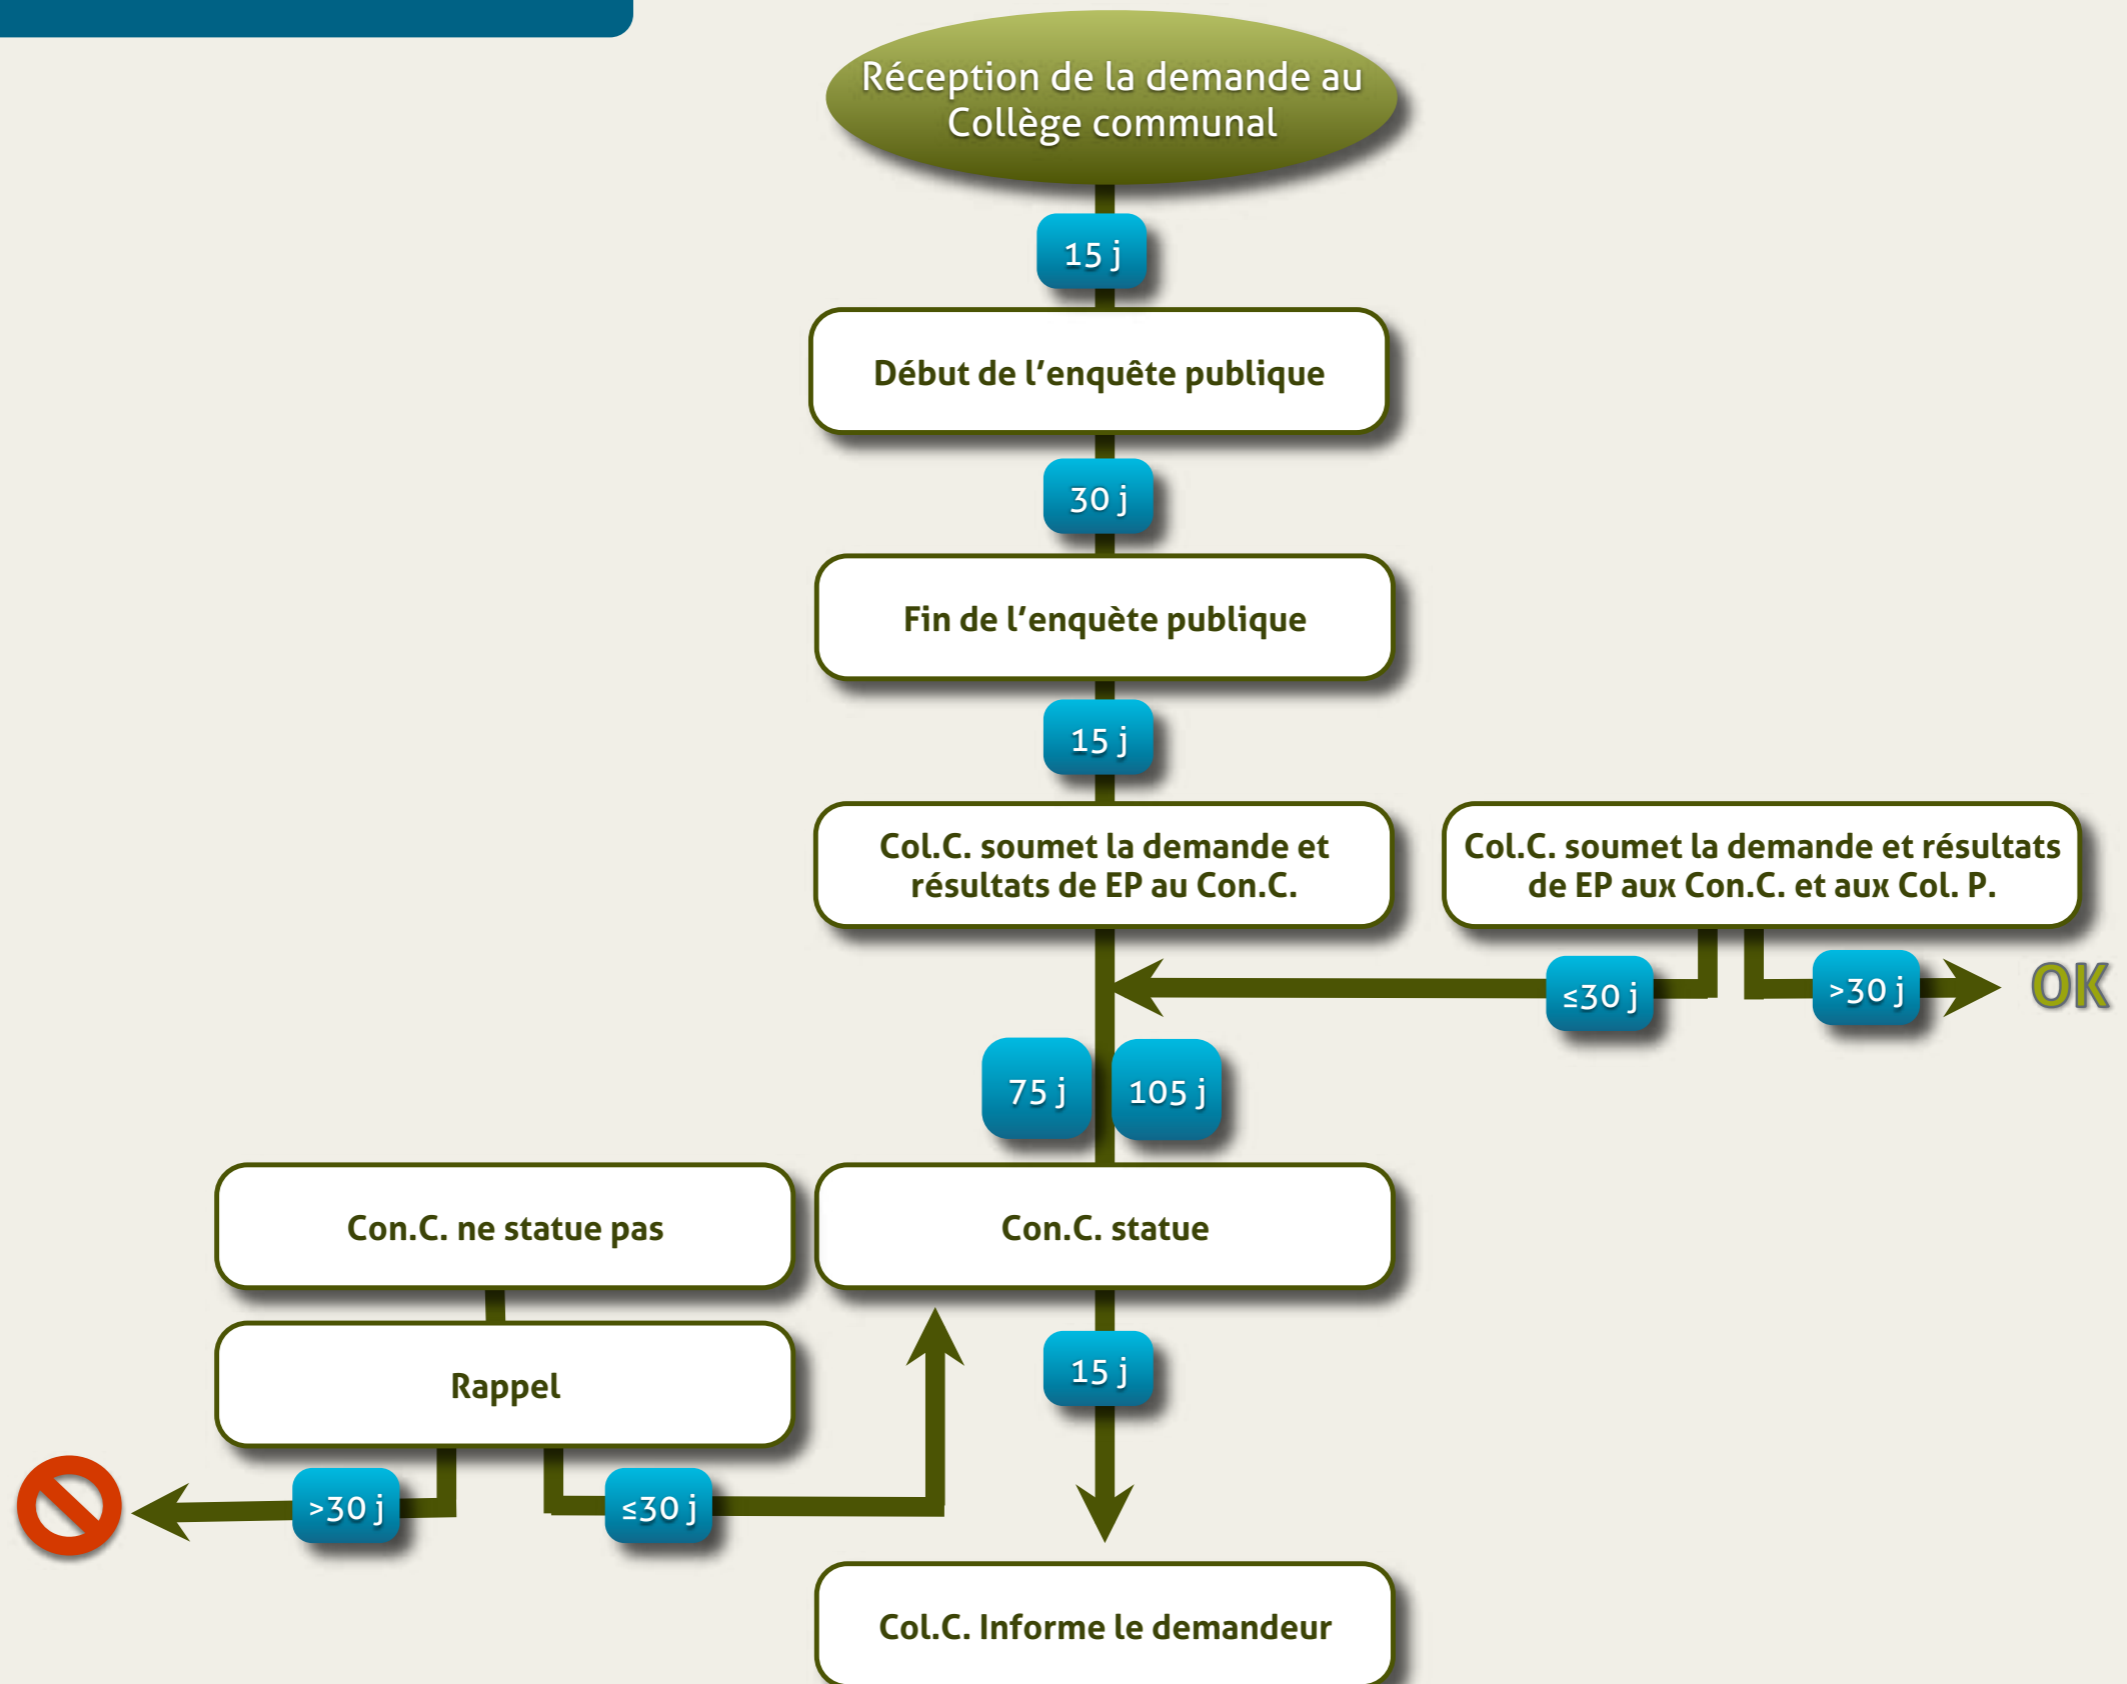 Réception de la demande au
Collège communal
15 j
Début de l’enquête publique
30 j
Fin de l’enquète publique
15 j
Col.C. soumet la demande et
résultats de EP au Con.C.
Col.C. soumet la demande et résultats
de EP aux Con.C. et aux Col. P.
≤30 j
>30 j
OK
75 j
105 j
Con.C. ne statue pas
Con.C. statue
Rappel
15 j
>30 j
≤30 j
Col.C. Informe le demandeur